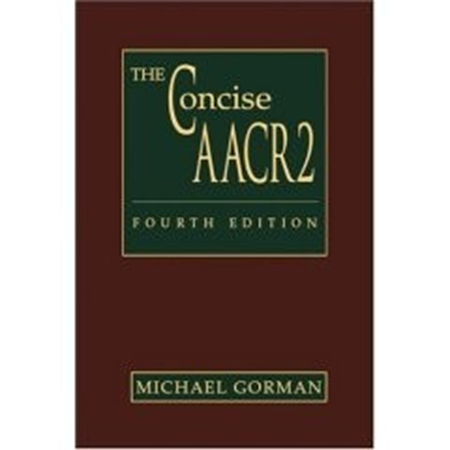 THE Concise
AACR2
FOURTH EDITION
MICHAEL GORMAN